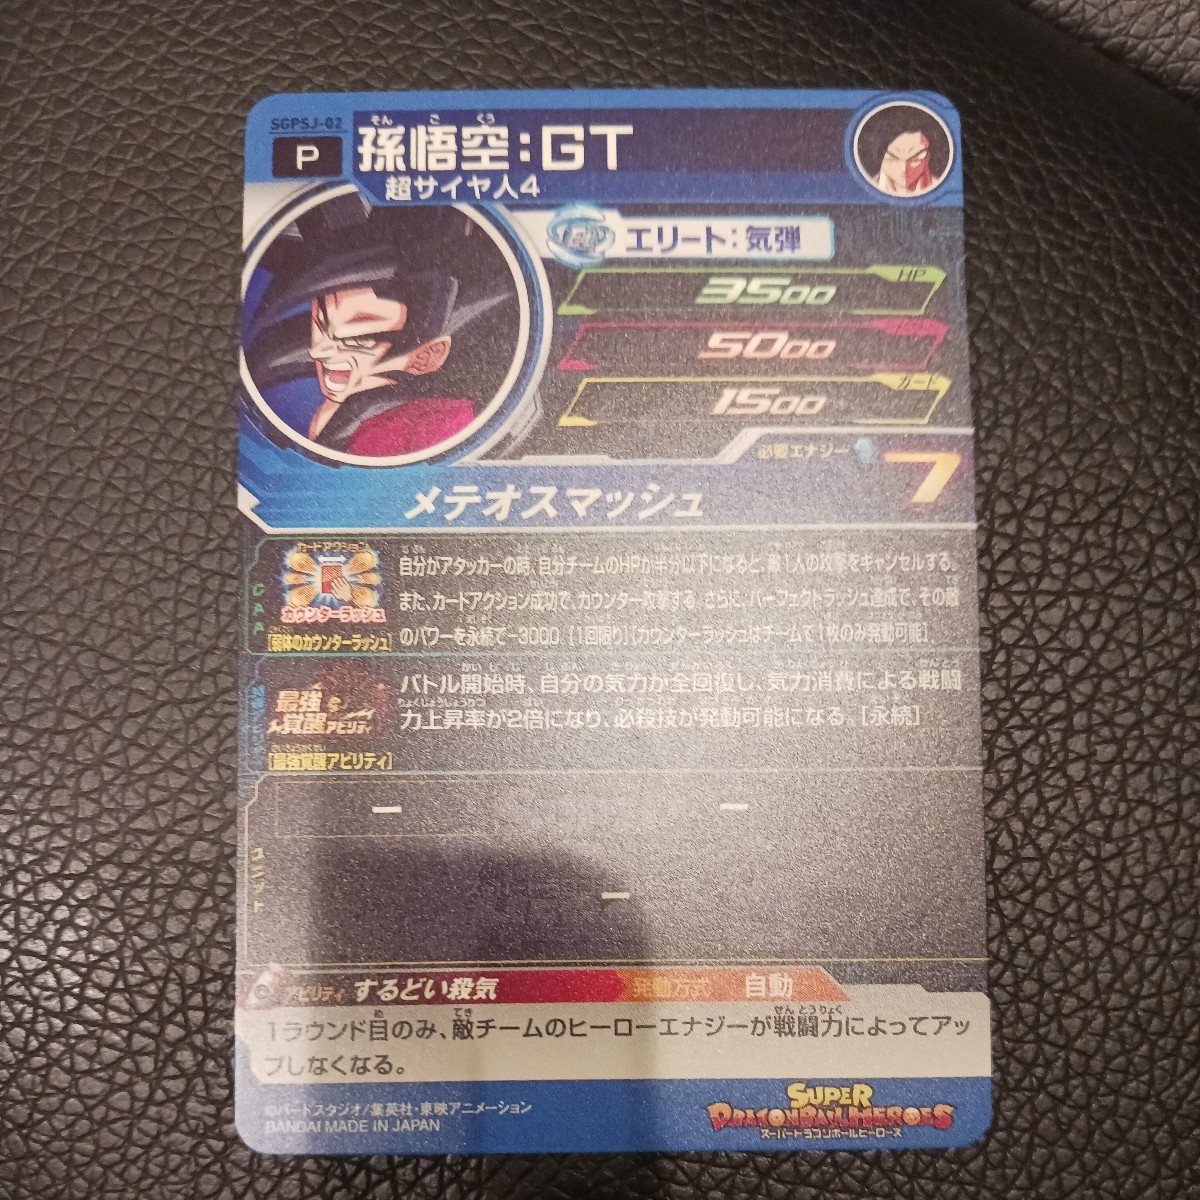 SGPSJ-02
P
孫悟空:GT
そん ご くう
超サイヤ人4
エリート:気弾
HP
3500
5000
ガード
1500
必要エナジー
7
メテオスマッシュ
カードアクション
カウンターラッシュ
[弱体のカウンターラッシュ]
CAA
自分がアタッカーの時、自分チームのHPが半分以下になると、敵1人の攻撃をキャンセルする。
また、カードアクション成功で、カウンター攻撃する。さらに、パーフェクトラッシュ達成で、その敵
のパワーを永続で-3000。[1回限り][カウンターラッシュはチームで1枚のみ発動可能]
最強
覚醒アビリティ
[最強覚醒アビリティ]
バトル開始時、自分の気力が全回復し、気力消費による戦闘
力上昇率が2倍になり、必殺技が発動可能になる。[永続]
ユニット
ー
ー
ー
アビリティ するどい殺気
発動方式 自動
1ラウンド目のみ、敵チームのヒーローエナジーが戦闘力によってアッ
プしなくなる。
©バードスタジオ/集英社・東映アニメーション
BANDAI MADE IN JAPAN
SUPER
DRAGONBALL HEROES
スーパードラゴンボールヒーローズ